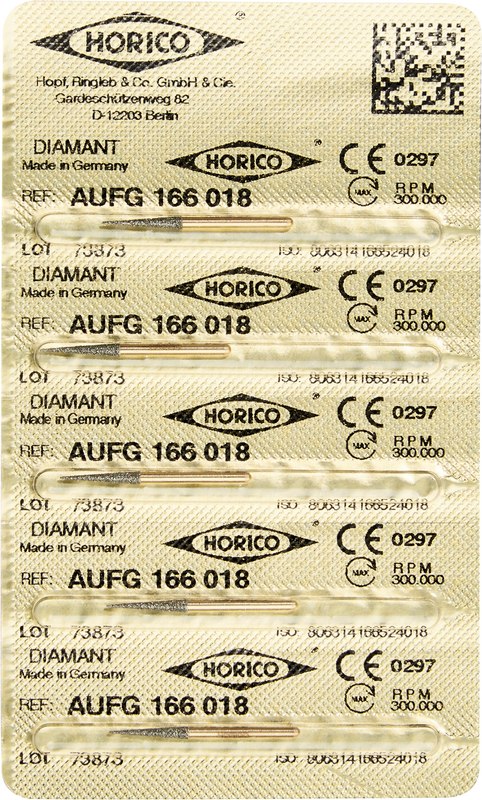 HORICO®
Hopf, Ringleb & Co. GmbH & Cie.
Gardeschützenweg 82
D-12203 Berlin
DIAMANT HORICO® CE 0297
Made in Germany
REF: AUFG 166 018 MAX RPM 300.000
LOT 73873 ISO: 806314166524018
DIAMANT HORICO® CE 0297
Made in Germany
REF: AUFG 166 018 MAX RPM 300.000
LOT 73873 ISO: 806314166524018
DIAMANT HORICO® CE 0297
Made in Germany
REF: AUFG 166 018 MAX RPM 300.000
LOT 73873 ISO: 806314166524018
DIAMANT HORICO® CE 0297
Made in Germany
REF: AUFG 166 018 MAX RPM 300.000
LOT 73873 ISO: 806314166524018
DIAMANT HORICO® CE 0297
Made in Germany
REF: AUFG 166 018 MAX RPM 300.000
LOT 73873 ISO: 806314166524018